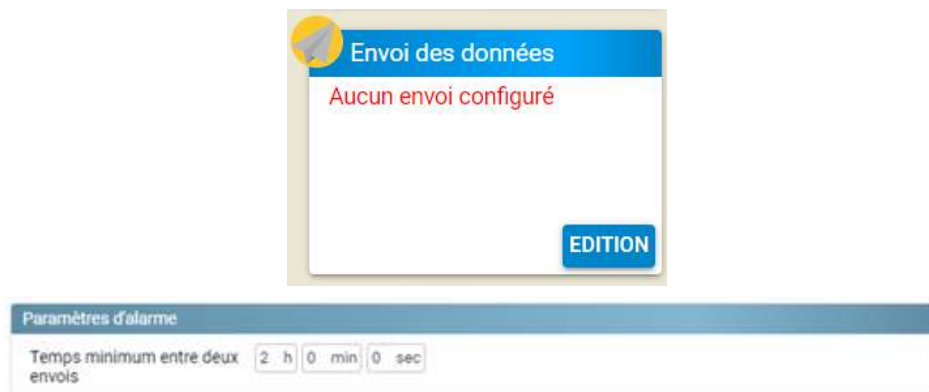 Envoi des données
Aucun envoi configuré
EDITION
Paramètres d'alarme
Temps minimum entre deux 2 h 0 min 0 sec
envois